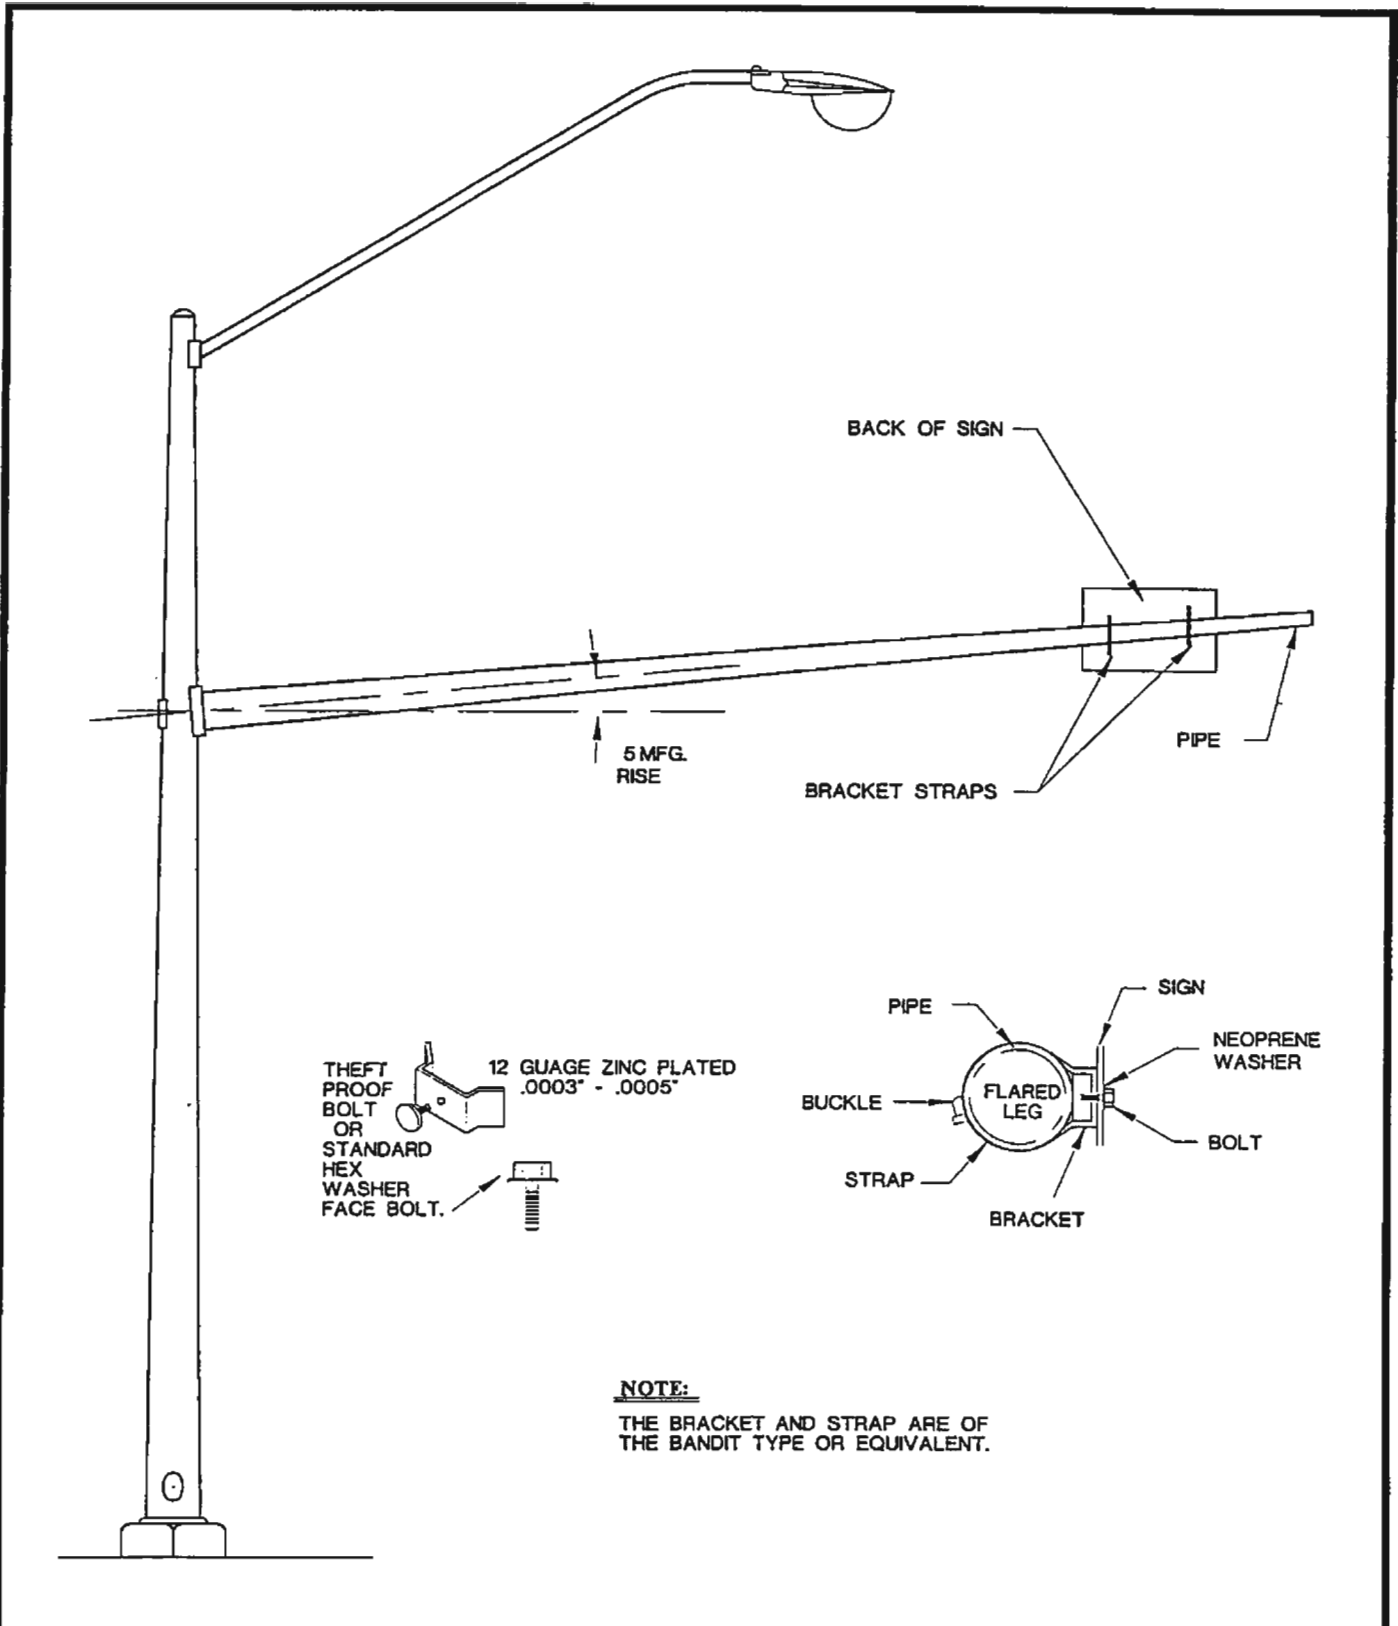 BACK OF SIGN
5 MFG.
RISE
PIPE
BRACKET STRAPS
THEFT
PROOF
BOLT
OR
STANDARD
HEX
WASHER
FACE BOLT.
12 GUAGE ZINC PLATED
.0003" - .0005"
PIPE
SIGN
NEOPRENE
WASHER
BUCKLE
FLARED
LEG
BOLT
STRAP
BRACKET
NOTE:
THE BRACKET AND STRAP ARE OF
THE BANDIT TYPE OR EQUIVALENT.